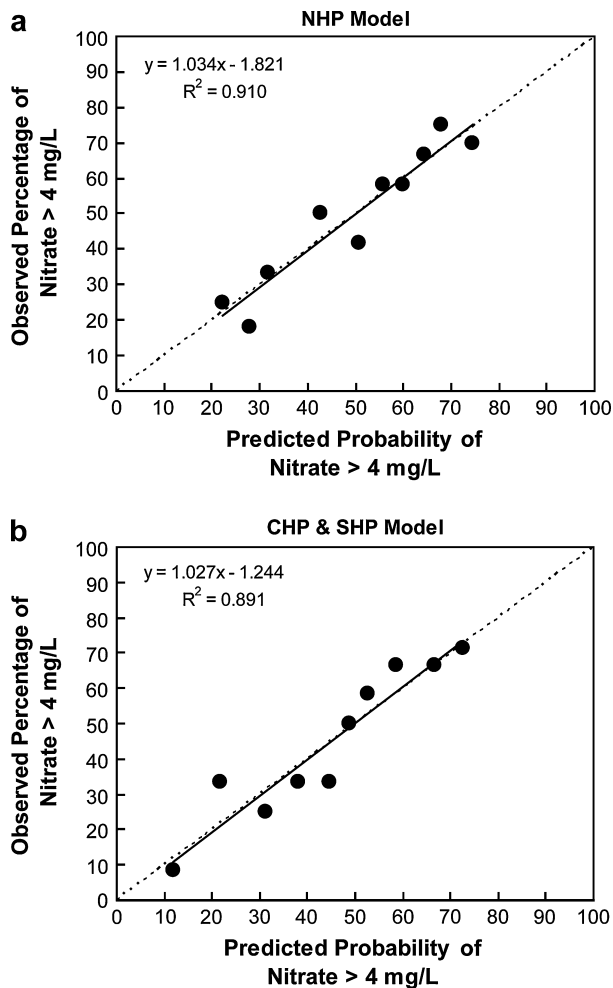 a
NHP Model
y = 1.034x - 1.821
R² = 0.910
100
90
80
70
60
50
40
30
20
10
0
Observed Percentage of
Nitrate > 4 mg/L
0 10 20 30 40 50 60 70 80 90 100
Predicted Probability of
Nitrate > 4 mg/L
b
CHP & SHP Model
y = 1.027x - 1.244
R² = 0.891
100
90
80
70
60
50
40
30
20
10
0
Observed Percentage of
Nitrate > 4 mg/L
0 10 20 30 40 50 60 70 80 90 100
Predicted Probability of
Nitrate > 4 mg/L